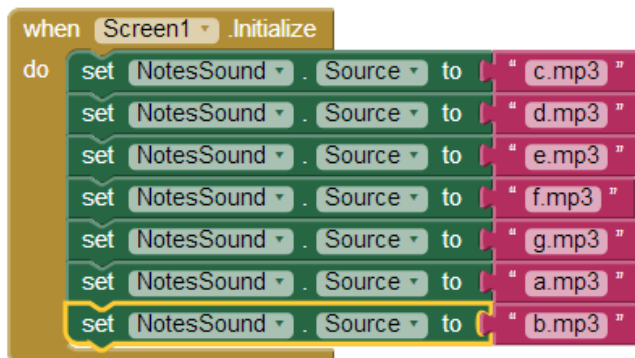 when Screen1 .Initialize
do set NotesSound . Source to " c.mp3 "
set NotesSound . Source to " d.mp3 "
set NotesSound . Source to " e.mp3 "
set NotesSound . Source to " f.mp3 "
set NotesSound . Source to " g.mp3 "
set NotesSound . Source to " a.mp3 "
set NotesSound . Source to " b.mp3 "